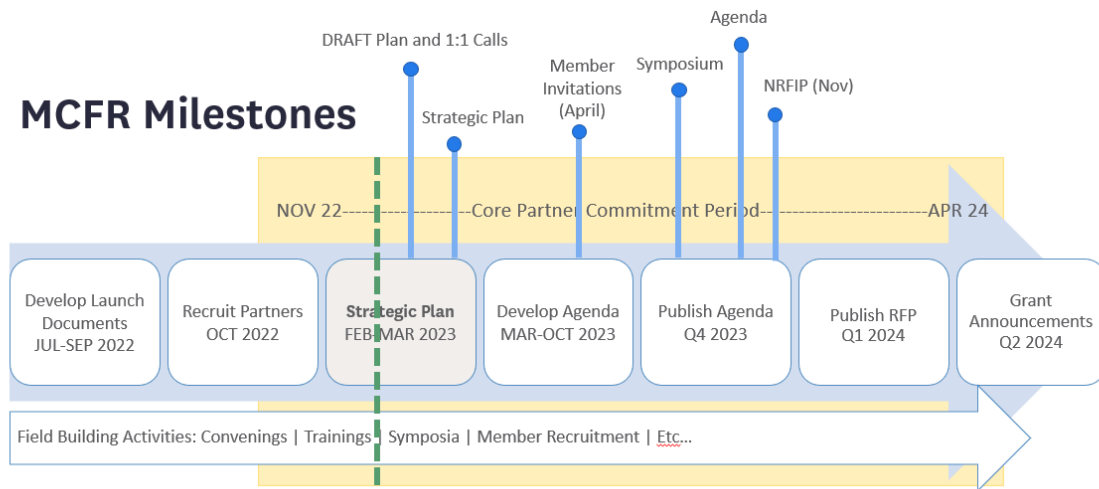 Agenda
DRAFT Plan and 1:1 Calls
Member
Invitations
(April)
Symposium
NRFIP (Nov)
MCFR Milestones
Strategic Plan
NOV 22--------------------Core Partner Commitment Period--------------------------APR 24
Develop Launch
Documents
JUL-SEP 2022
Recruit Partners
OCT 2022
Strategic Plan
FEB-MAR 2023
Develop Agenda
MAR-OCT 2023
Publish Agenda
Q4 2023
Publish RFP
Q1 2024
Grant
Announcements
Q2 2024
Field Building Activities: Convenings | Trainings | Symposia | Member Recruitment | Etc...